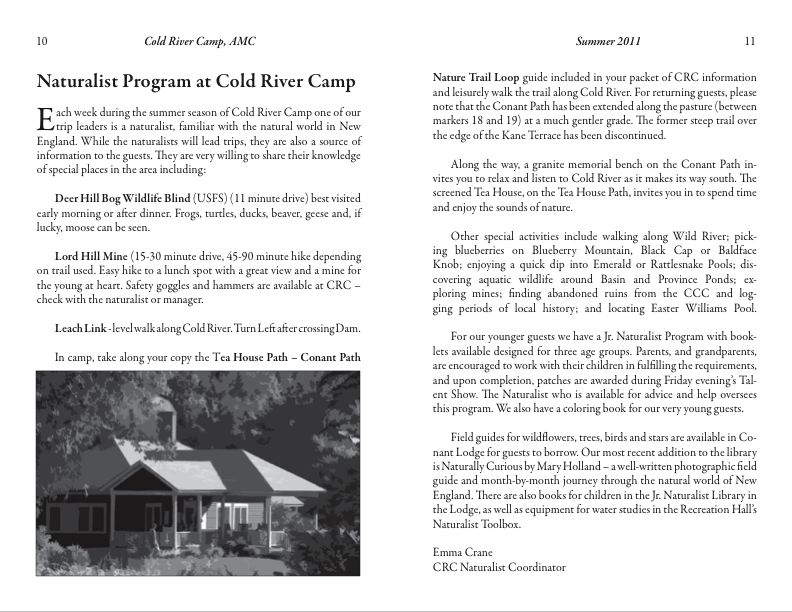 10 Cold River Camp, AMC
Naturalist Program at Cold River Camp
Each week during the summer season of Cold River Camp one of our
trip leaders is a naturalist, familiar with the natural world in New
England. While the naturalists will lead trips, they are also a source of
information to the guests. They are very willing to share their knowledge
of special places in the area including:
Deer Hill Bog Wildlife Blind (USFS) (11 minute drive) best visited
early morning or after dinner. Frogs, turtles, ducks, beaver, geese and, if
lucky, moose can be seen.
Lord Hill Mine (15-30 minute drive, 45-90 minute hike depending
on trail used. Easy hike to a lunch spot with a great view and a mine for
the young at heart. Safety goggles and hammers are available at CRC –
check with the naturalist or manager.
Leach Link - level walk along Cold River. Turn Left after crossing Dam.
In camp, take along your copy the Tea House Path – Conant Path
Summer 2011 11
Nature Trail Loop guide included in your packet of CRC information
and leisurely walk the trail along Cold River. For returning guests, please
note that the Conant Path has been extended along the pasture (between
markers 18 and 19) at a much gentler grade. The former steep trail over
the edge of the Kane Terrace has been discontinued.
Along the way, a granite memorial bench on the Conant Path in-
vites you to relax and listen to Cold River as it makes its way south. The
screened Tea House, on the Tea House Path, invites you in to spend time
and enjoy the sounds of nature.
Other special activities include walking along Wild River; pick-
ing blueberries on Blueberry Mountain, Black Cap or Baldface
Knob; enjoying a quick dip into Emerald or Rattlesnake Pools; dis-
covering aquatic wildlife around Basin and Province Ponds; ex-
ploring mines; finding abandoned ruins from the CCC and log-
ging periods of local history; and locating Easter Williams Pool.
For our younger guests we have a Jr. Naturalist Program with book-
lets available designed for three age groups. Parents, and grandparents,
are encouraged to work with their children in fulfilling the requirements,
and upon completion, patches are awarded during Friday evening's Tal-
ent Show. The Naturalist who is available for advice and help oversees
this program. We also have a coloring book for our very young guests.
Field guides for wildflowers, trees, birds and stars are available in Co-
nant Lodge for guests to borrow. Our most recent addition to the library
is Naturally Curious by Mary Holland – a well-written photographic field
guide and month-by-month journey through the natural world of New
England. There are also books for children in the Jr. Naturalist Library in
the Lodge, as well as equipment for water studies in the Recreation Hall's
Naturalist Toolbox.
Emma Crane
CRC Naturalist Coordinator